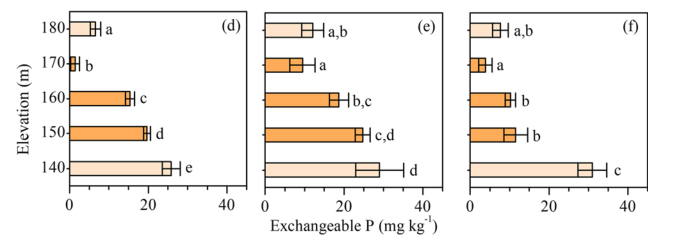 180 a (d) a,b (e) a,b (f)
170 b a a
160 c b,c b
150 d c,d b
140 e d c
0 20 40 0 20 40 0 20 40
Elevation (m)
Exchangeable P (mg kg⁻¹)